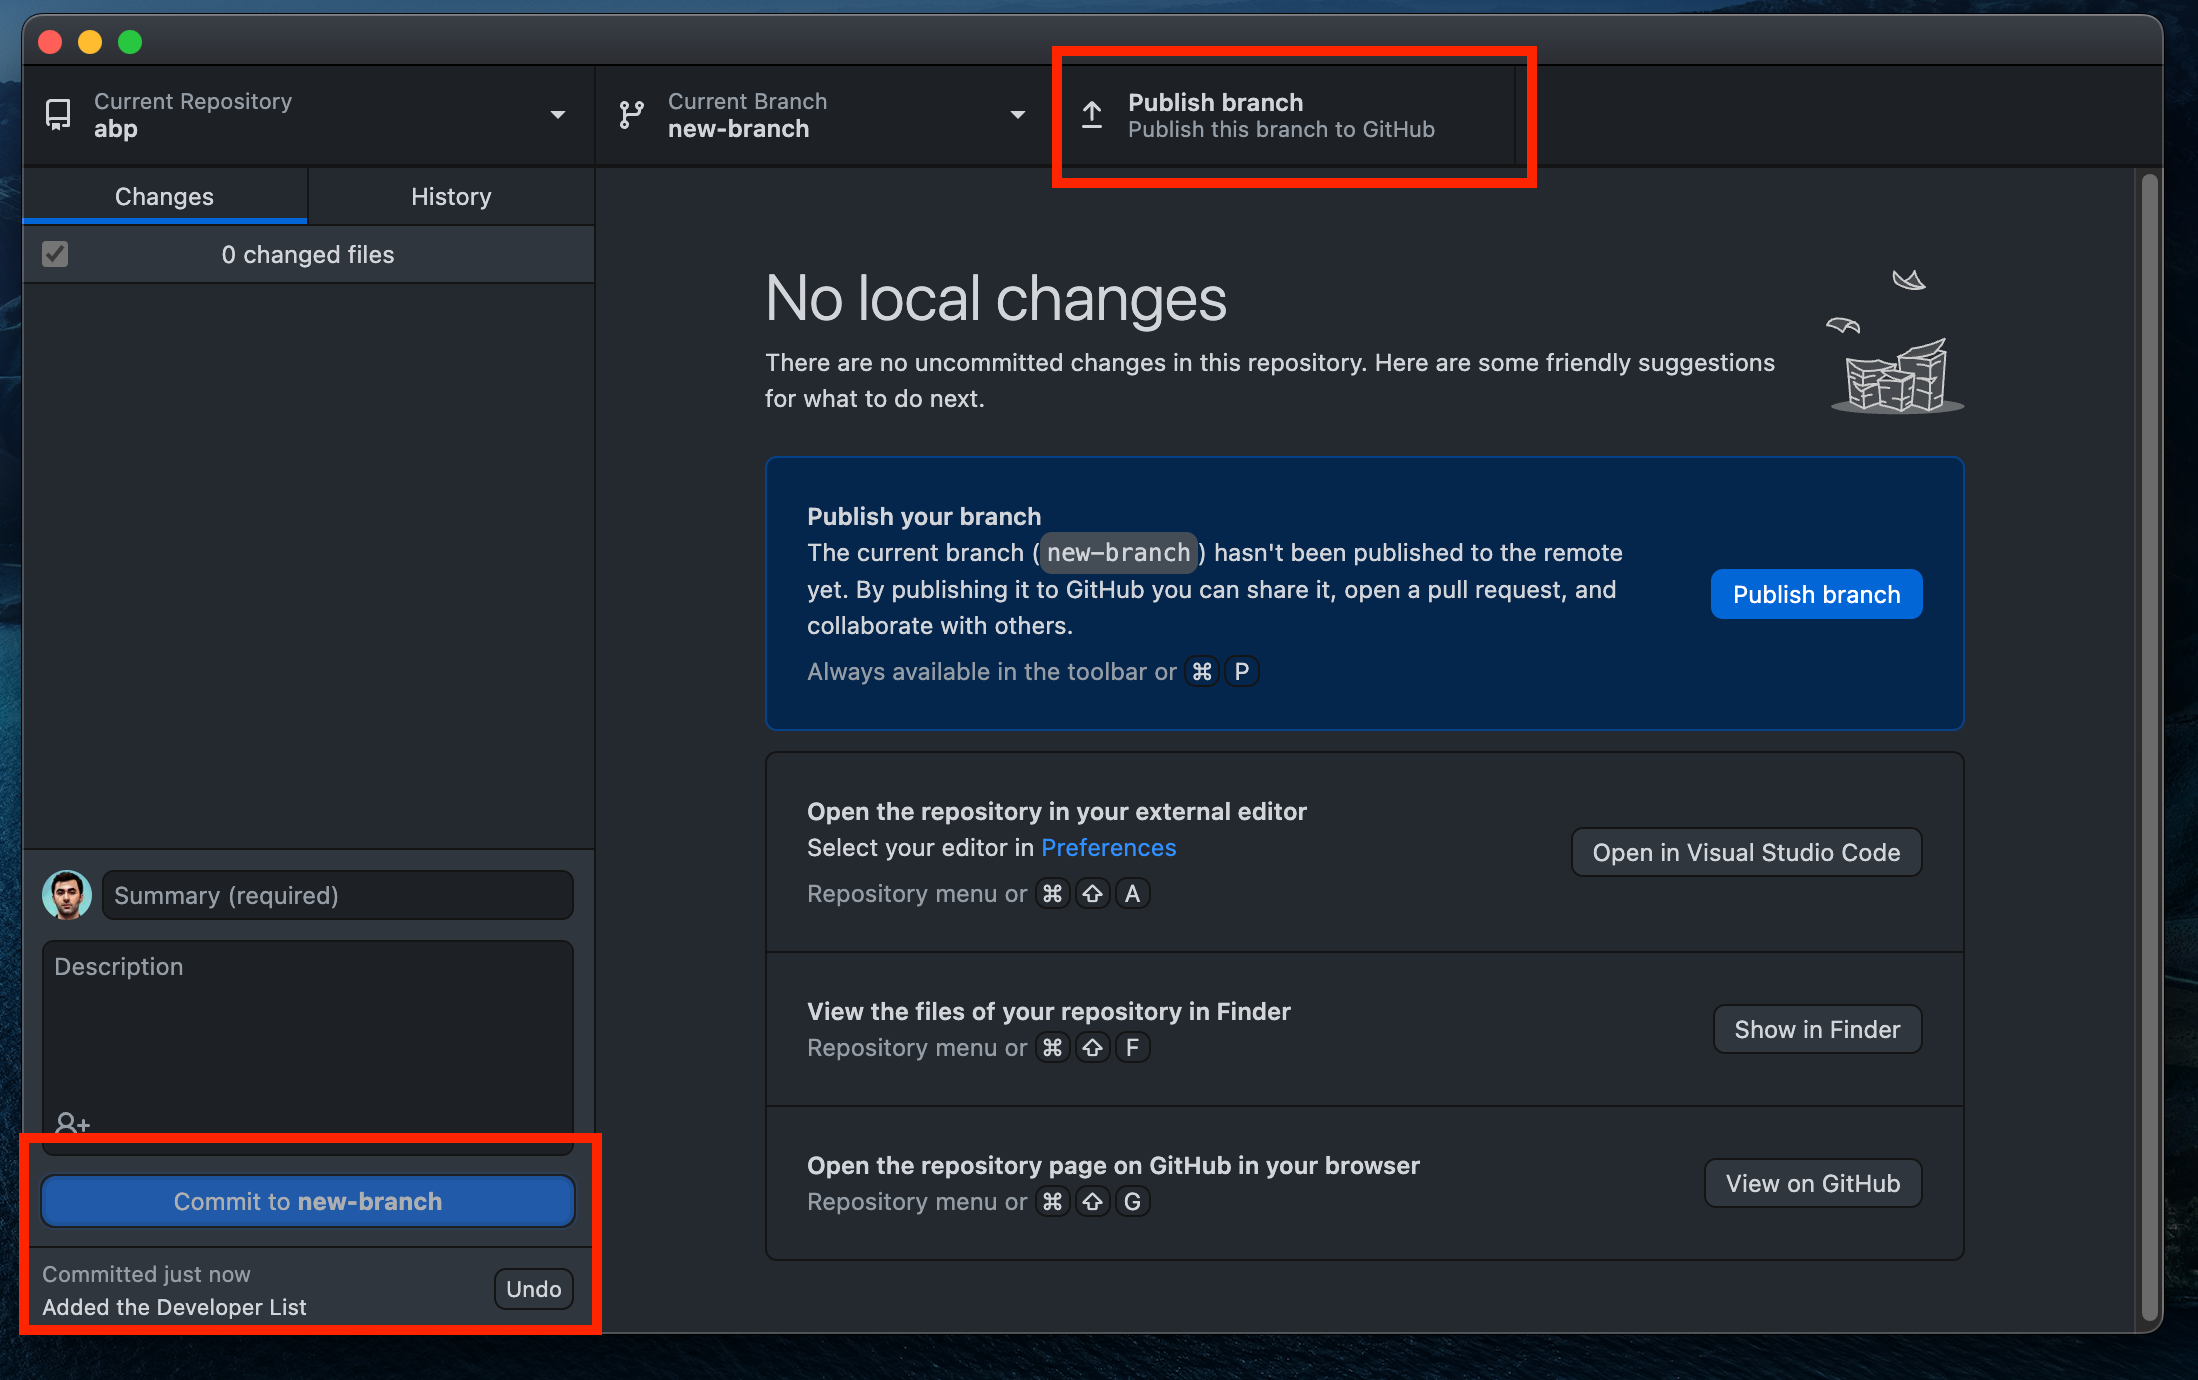 Current Repository
abp
Current Branch
new-branch
Publish branch
Publish this branch to GitHub
Changes
History
0 changed files
No local changes
There are no uncommitted changes in this repository. Here are some friendly suggestions
for what to do next.
Publish your branch
The current branch (new-branch) hasn't been published to the remote
yet. By publishing it to GitHub you can share it, open a pull request, and
collaborate with others.
Always available in the toolbar or ⌘ P
Publish branch
Open the repository in your external editor
Select your editor in Preferences
Repository menu or ⌘ ⇧ A
Open in Visual Studio Code
View the files of your repository in Finder
Repository menu or ⌘ ⇧ F
Show in Finder
Open the repository page on GitHub in your browser
Repository menu or ⌘ ⇧ G
View on GitHub
Summary (required)
Description
Commit to new-branch
Committed just now
Added the Developer List
Undo